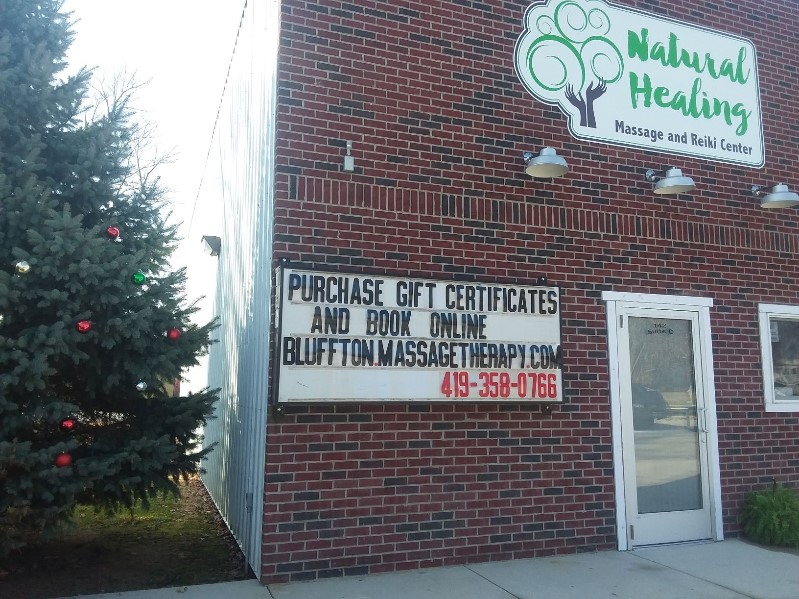 Natural
Healing
Massage and Reiki Center
PURCHASE GIFT CERTIFICATES
AND BOOK ONLINE
BLUFFTON.MASSAGETHERAPY.COM
419-358-0766